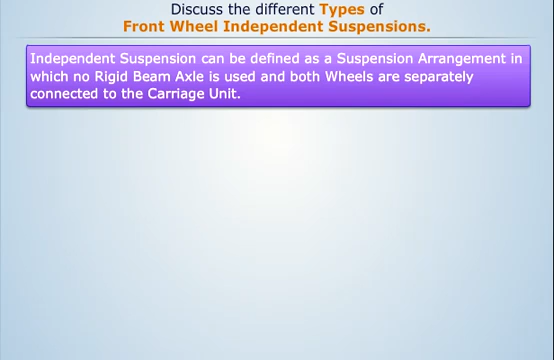 Discuss the different Types of
Front Wheel Independent Suspensions.
Independent Suspension can be defined as a Suspension Arrangement in
which no Rigid Beam Axle is used and both Wheels are separately
connected to the Carriage Unit.